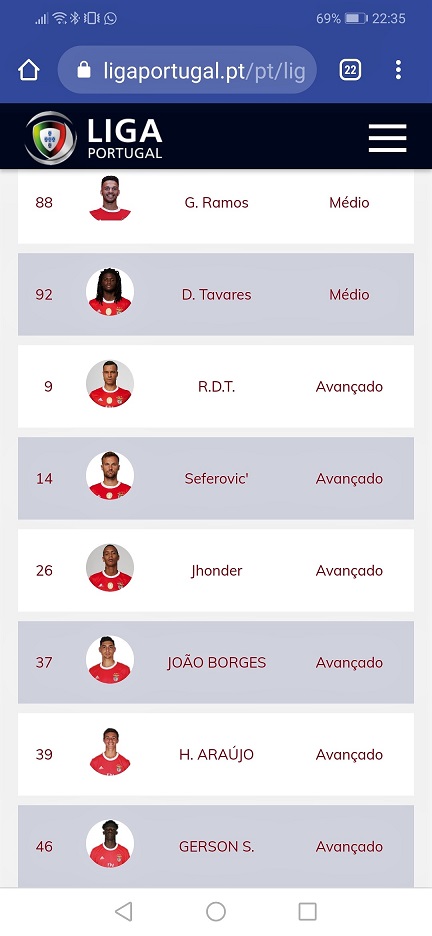 69% 22:35
ligaportugal.pt/pt/lig
22
LIGA
PORTUGAL
88 G. Ramos Médio
92 D. Tavares Médio
9 R.D.T. Avançado
14 Seferovic' Avançado
26 Jhonder Avançado
37 JOÃO BORGES Avançado
39 H. ARAÚJO Avançado
46 GERSON S. Avançado